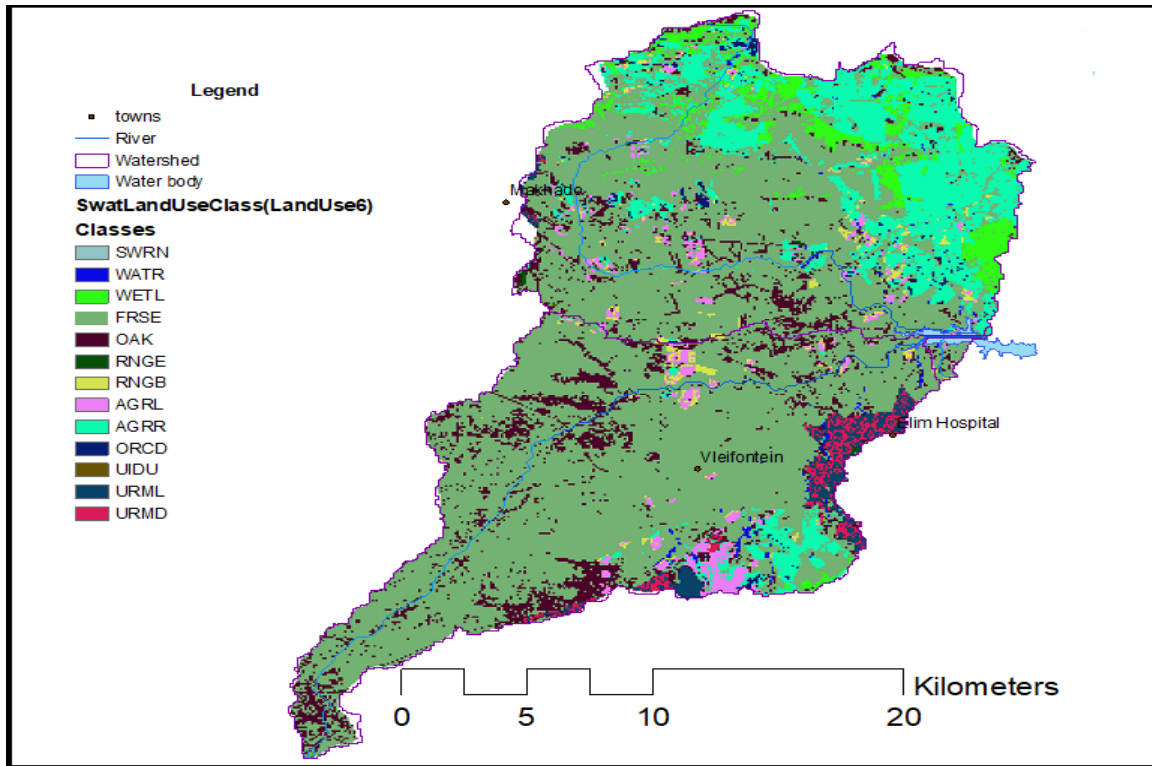 Legend
towns
River
Watershed
Water body
SwatLandUseClass(LandUse6)
Classes
SWRN
WATR
WETL
FRSE
OAK
RNGE
RNGB
AGRL
AGRR
ORCD
UIDU
URML
URMD
Makhado
Elim Hospital
Vleifontein
Kilometers
0 5 10 20